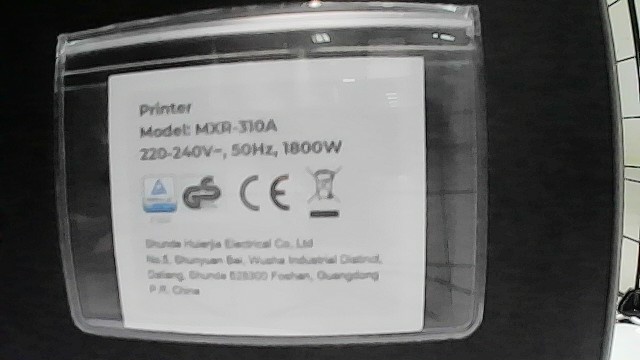 Printer
Model: MXR-310A
220-240V~, 50Hz, 1800W
CE
Shunde Huierjia Electrical Co., Ltd
No.5, Shunyuan Bei, Wusha Industrial District,
Daliang, Shunde 528300 Foshan, Guangdong
P.R. China